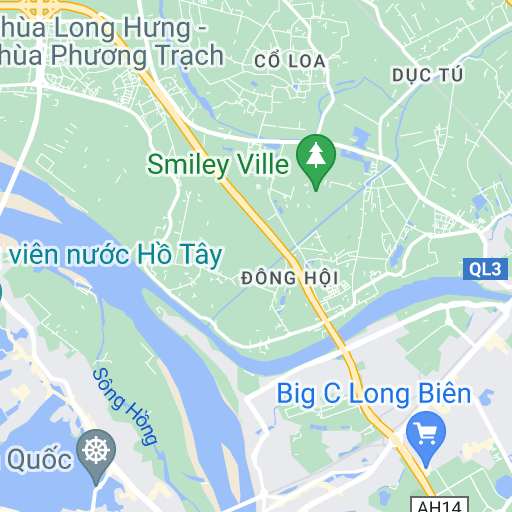 hùa Long Hưng -
hùa Phương Trạch
CỔ LOA
DỤC TÚ
Smiley Ville
viên nước Hồ Tây
ĐÔNG HỘI
QL3
Sông Hồng
Big C Long Biên
Quốc
AH14